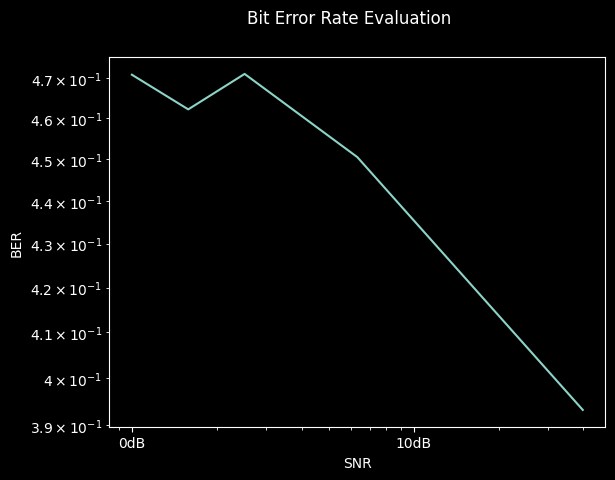 Bit Error Rate Evaluation
4.7 × 10⁻¹
4.6 × 10⁻¹
4.5 × 10⁻¹
4.4 × 10⁻¹
4.3 × 10⁻¹
4.2 × 10⁻¹
4.1 × 10⁻¹
4 × 10⁻¹
3.9 × 10⁻¹
BER
0dB 10dB
SNR